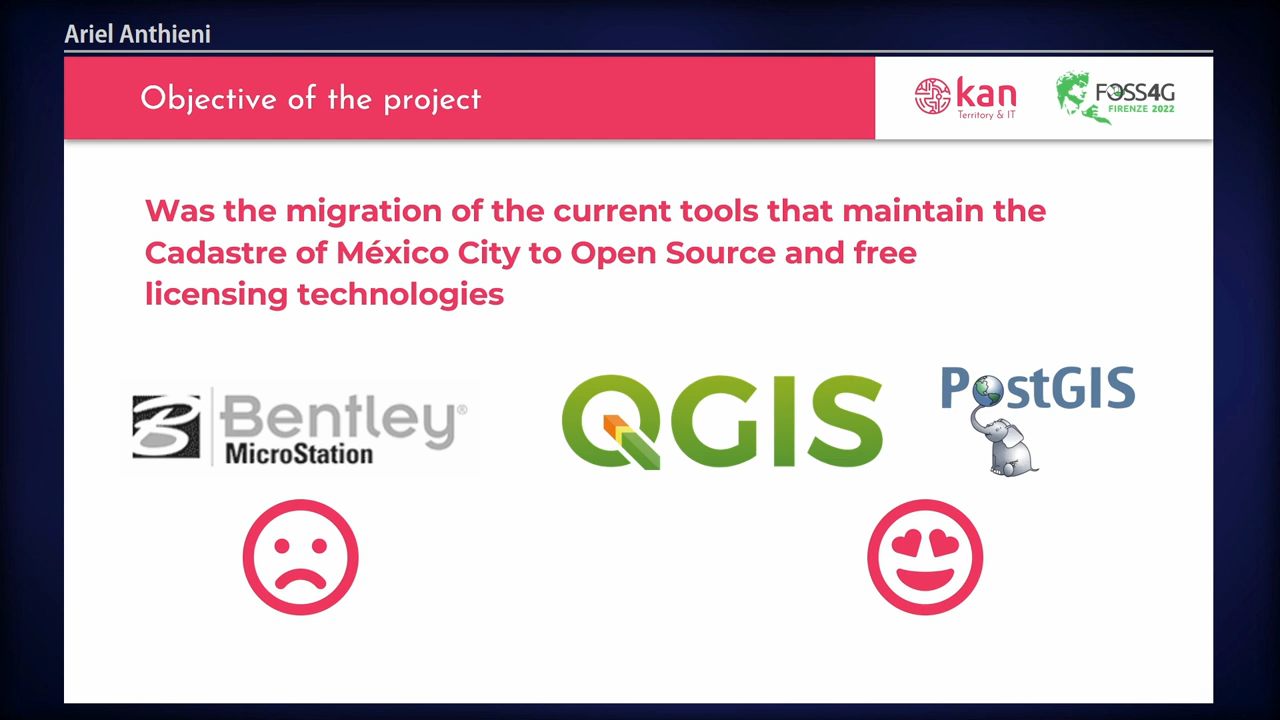 Ariel Anthieni
Objective of the project
kan
Territory & IT
FOSS4G
FIRENZE 2022
Was the migration of the current tools that maintain the
Cadastre of México City to Open Source and free
licensing technologies
Bentley®
MicroStation
QGIS
PostGIS